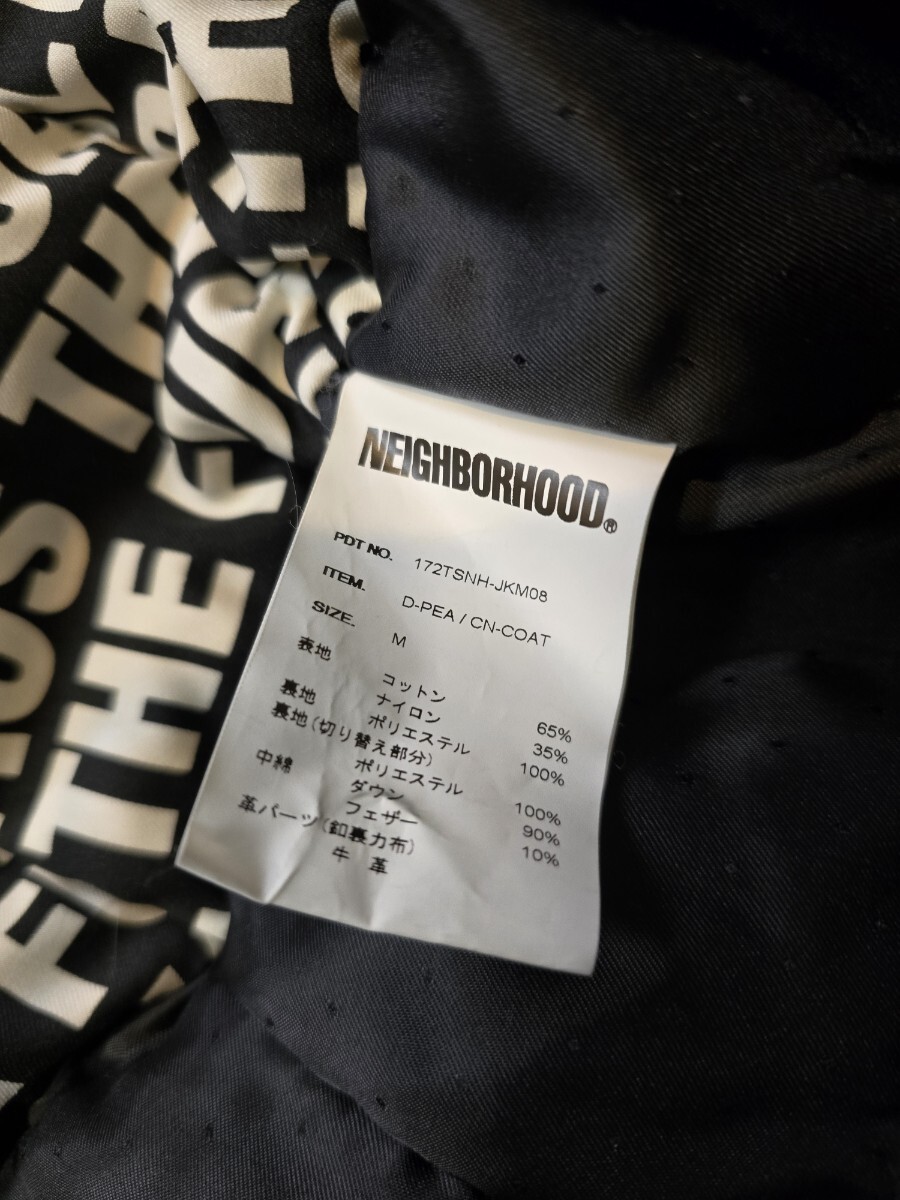 NEIGHBORHOOD®
PDT NO. 172TSNH-JKM08
ITEM. D-PEA / CN-COAT
SIZE. M
表地 コットン 65%
ナイロン 35%
裏地 ポリエステル 100%
裏地(切り替え部分)
ポリエステル 100%
中綿 ダウン 90%
フェザー 10%
革パーツ(釦裏力布)
牛 革
THE